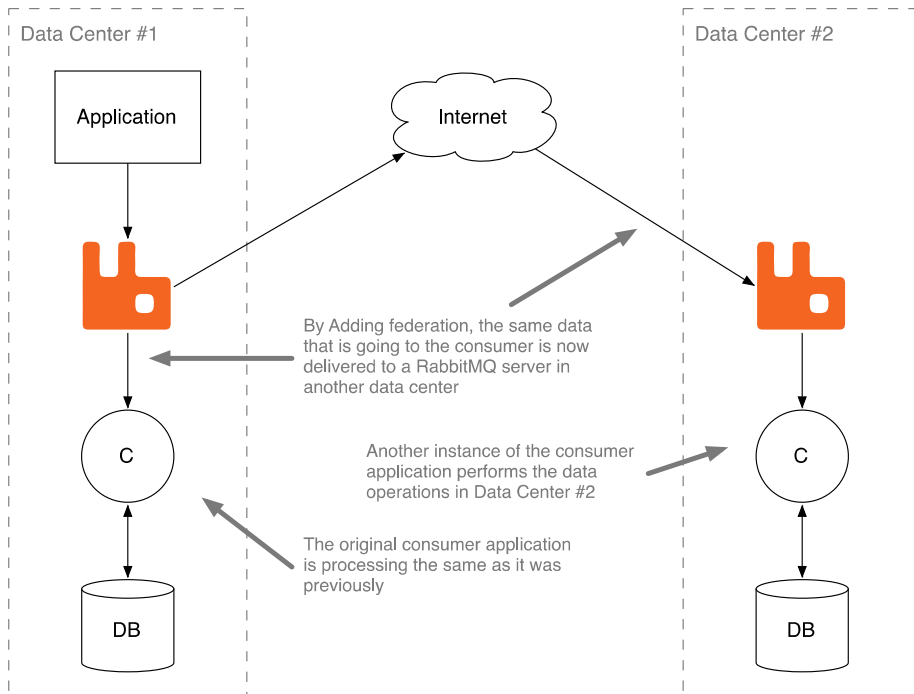 Data Center #1
Data Center #2
Application
Internet
By Adding federation, the same data
that is going to the consumer is now
delivered to a RabbitMQ server in
another data center
C
Another instance of the consumer
application performs the data
operations in Data Center #2
C
The original consumer application
is processing the same as it was
previously
DB
DB